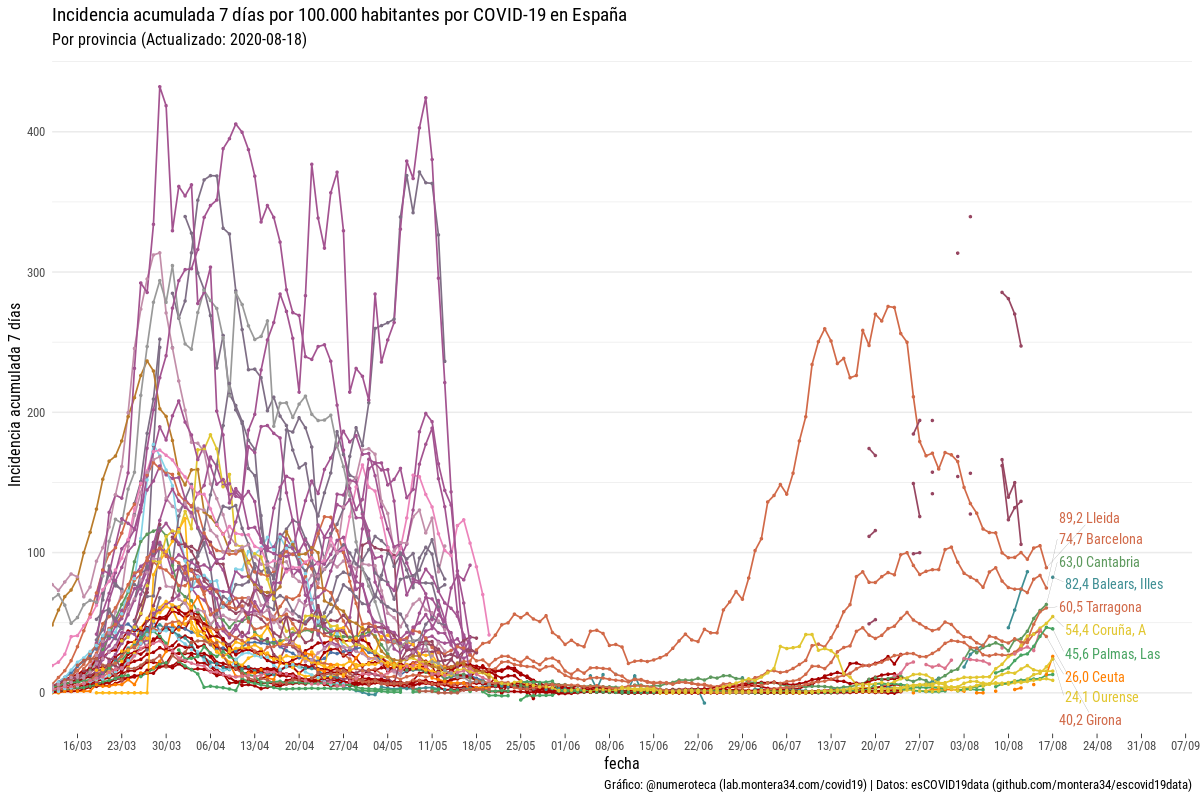 Incidencia acumulada 7 días por 100.000 habitantes por COVID-19 en España
Por provincia (Actualizado: 2020-08-18)
Incidencia acumulada 7 días
400
300
200
100
0
89,2 Lleida
74,7 Barcelona
63,0 Cantabria
82,4 Balears, Illes
60,5 Tarragona
54,4 Coruña, A
45,6 Palmas, Las
26,0 Ceuta
24,1 Ourense
40,2 Girona
16/03 23/03 30/03 06/04 13/04 20/04 27/04 04/05 11/05 18/05 25/05 01/06 08/06 15/06 22/06 29/06 06/07 13/07 20/07 27/07 03/08 10/08 17/08 24/08 31/08 07/09
fecha
Gráfico: @numeroteca (lab.montera34.com/covid19) | Datos: esCOVID19data (github.com/montera34/escovid19data)